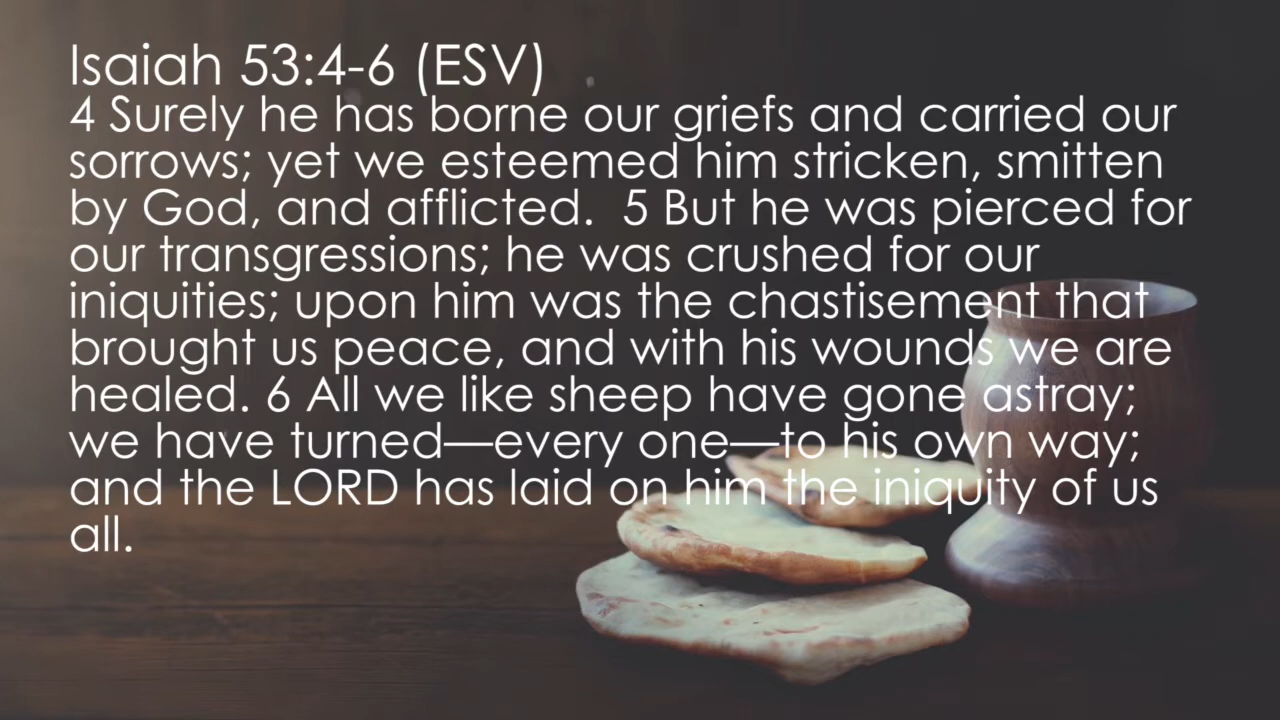 Isaiah 53:4-6 (ESV)
4 Surely he has borne our griefs and carried our
sorrows; yet we esteemed him stricken, smitten
by God, and afflicted.  5 But he was pierced for
our transgressions; he was crushed for our
iniquities; upon him was the chastisement that
brought us peace, and with his wounds we are
healed. 6 All we like sheep have gone astray;
we have turned—every one—to his own way;
and the LORD has laid on him the iniquity of us
all.